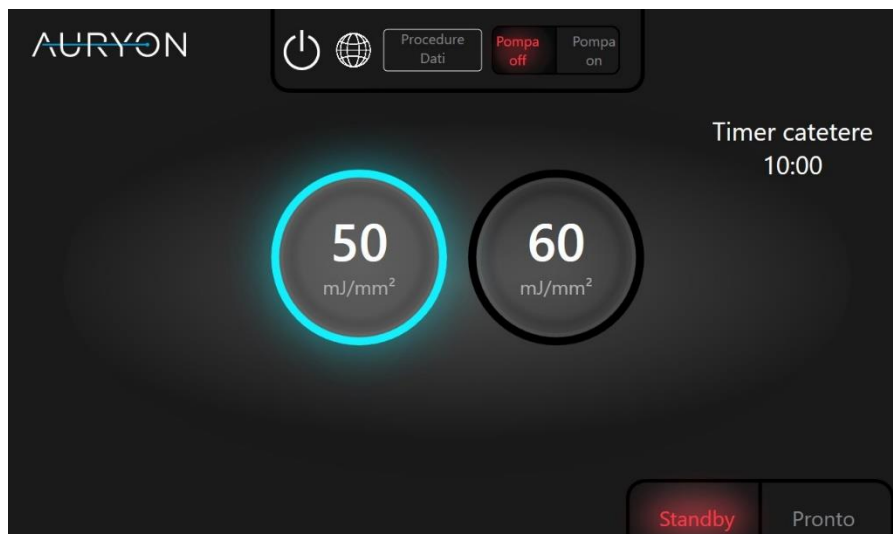 AURYON
Procedure
Dati
Pompa
off
Pompa
on
Timer catetere
10:00
50
mJ/mm²
60
mJ/mm²
Standby
Pronto